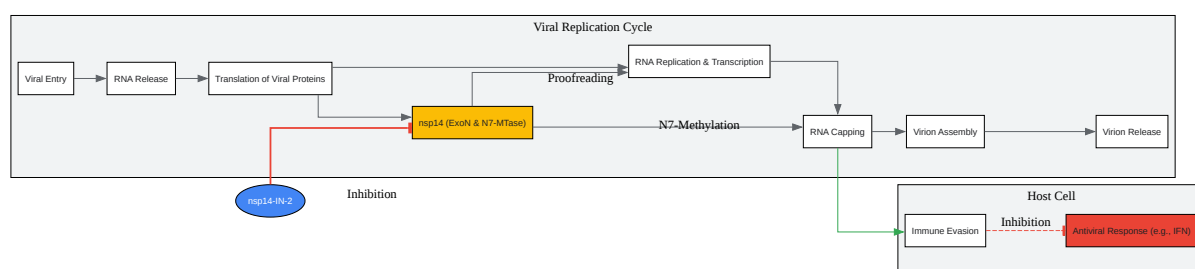 Viral Replication Cycle
Viral Entry
RNA Release
Translation of Viral Proteins
RNA Replication & Transcription
Proofreading
nsp14 (ExoN & N7-MTase)
N7-Methylation
RNA Capping
Virion Assembly
Virion Release
nsp14-IN-2
Inhibition
Host Cell
Immune Evasion
Inhibition
Antiviral Response (e.g., IFN)